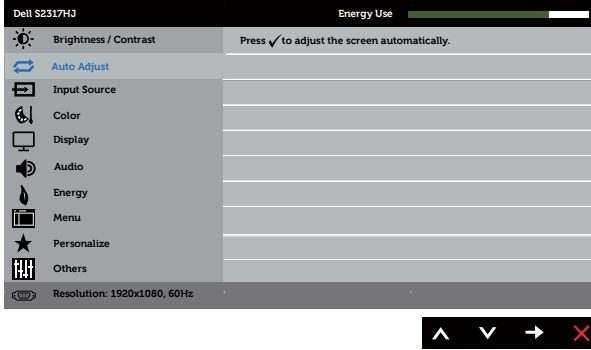 Dell S2317HJ Energy Use
Brightness / Contrast Press ✓ to adjust the screen automatically.
Auto Adjust
Input Source
Color
Display
Audio
Energy
Menu
Personalize
Others
Resolution: 1920x1080, 60Hz